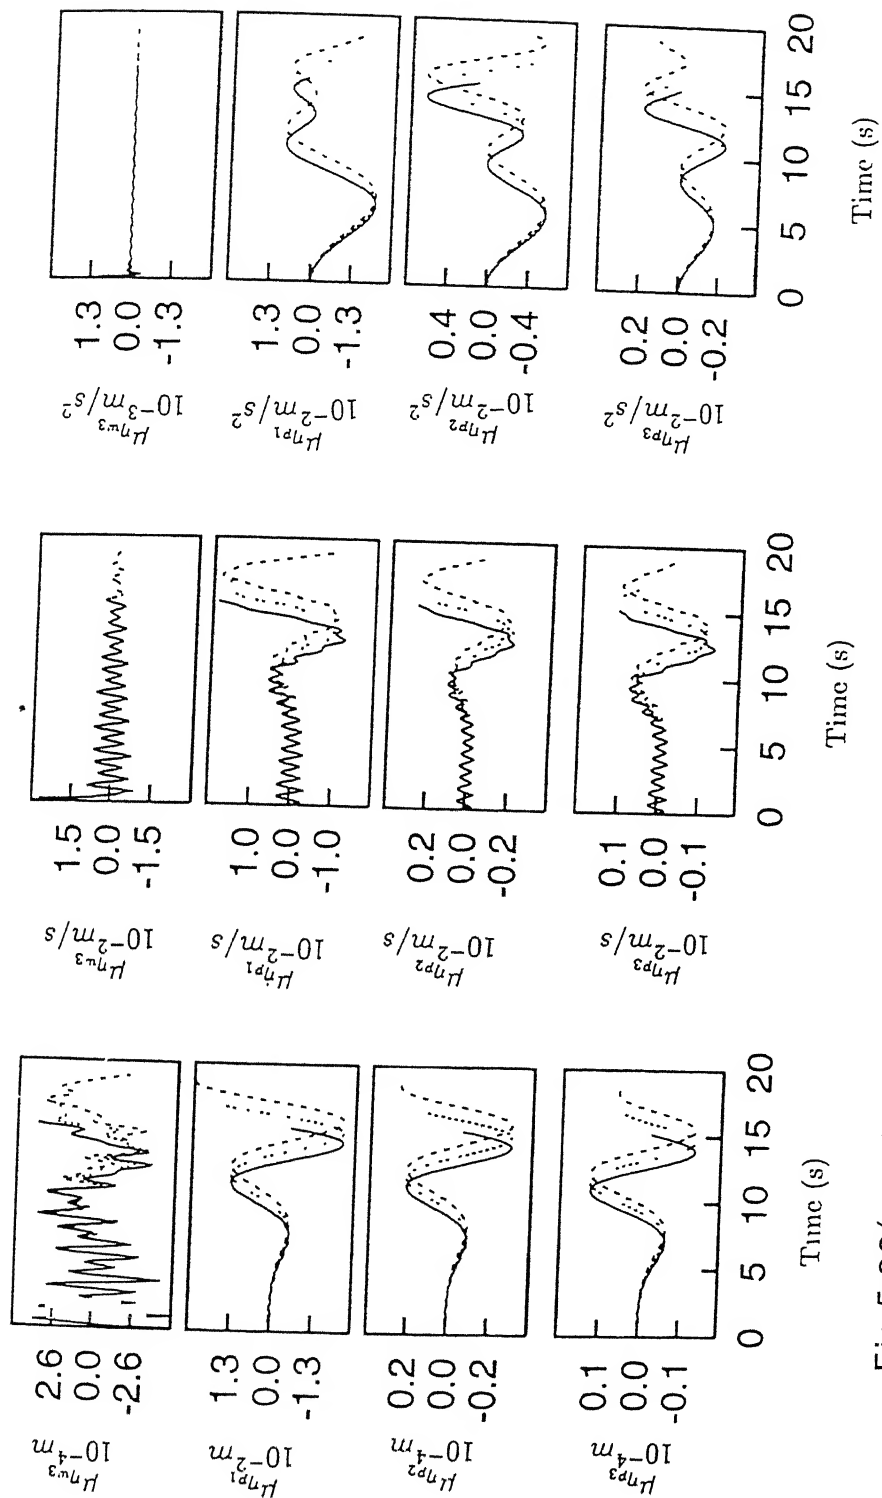 μη_w3
10⁻⁴m
2.6
0.0
-2.6
μη_p1
10⁻²m
1.3
0.0
-1.3
μη_p2
10⁻⁴m
0.2
0.0
-0.2
μη_p3
10⁻⁴m
0.1
0.0
-0.1
0 5 10 15 20
Time (s)
10⁻²m/s
1.5
0.0
-1.5
10⁻²m/s
1.0
0.0
-1.0
10⁻²m/s
0.2
0.0
-0.2
10⁻²m/s
0.1
0.0
-0.1
0 5 10 15 20
Time (s)
10⁻³m/s²
1.3
0.0
-1.3
10⁻²m/s²
1.3
0.0
-1.3
10⁻²m/s²
0.4
0.0
-0.4
10⁻²m/s²
0.2
0.0
-0.2
0 5 10 15 20
Time (s)